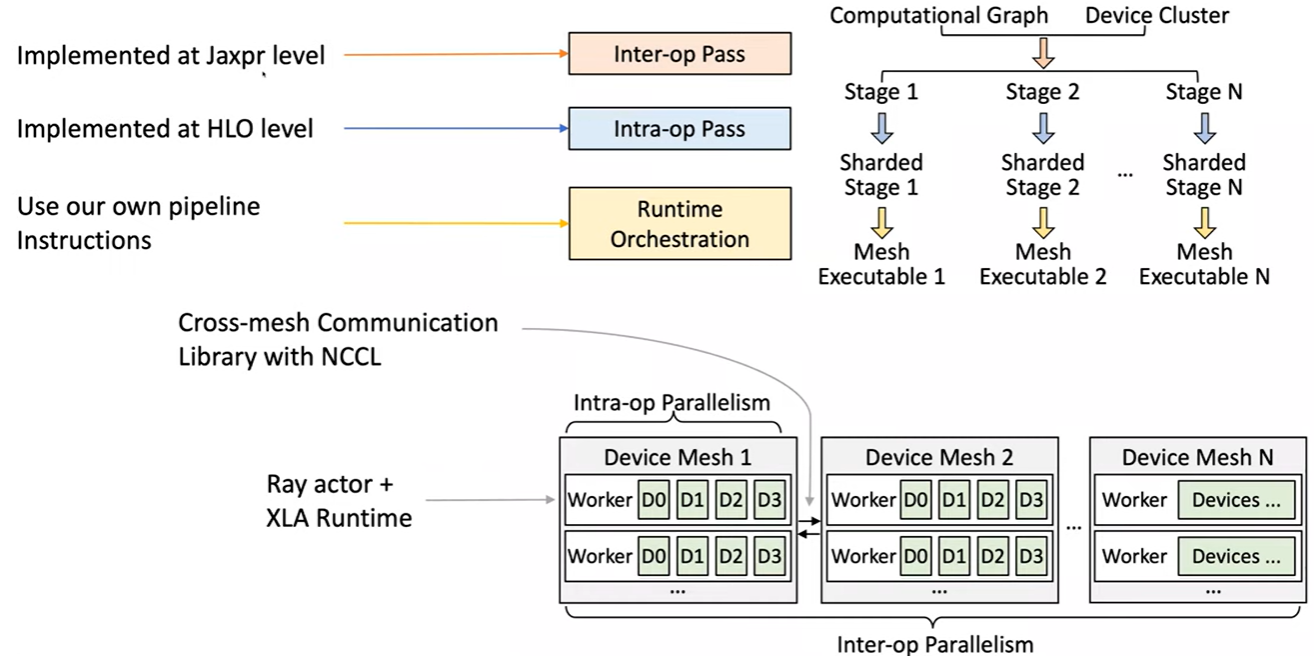 Computational Graph
Device Cluster
Implemented at Jaxpr level
Inter-op Pass
Stage 1
Stage 2
Stage N
Implemented at HLO level
Intra-op Pass
Sharded
Stage 1
Sharded
Stage 2
...
Sharded
Stage N
Use our own pipeline
Instructions
Runtime
Orchestration
Mesh
Executable 1
Mesh
Executable 2
Mesh
Executable N
Cross-mesh Communication
Library with NCCL
Intra-op Parallelism
Ray actor +
XLA Runtime
Device Mesh 1
Worker D0 D1 D2 D3
Worker D0 D1 D2 D3
...
Device Mesh 2
Worker D0 D1 D2 D3
Worker D0 D1 D2 D3
...
...
Device Mesh N
Worker Devices ...
Worker Devices ...
...
Inter-op Parallelism